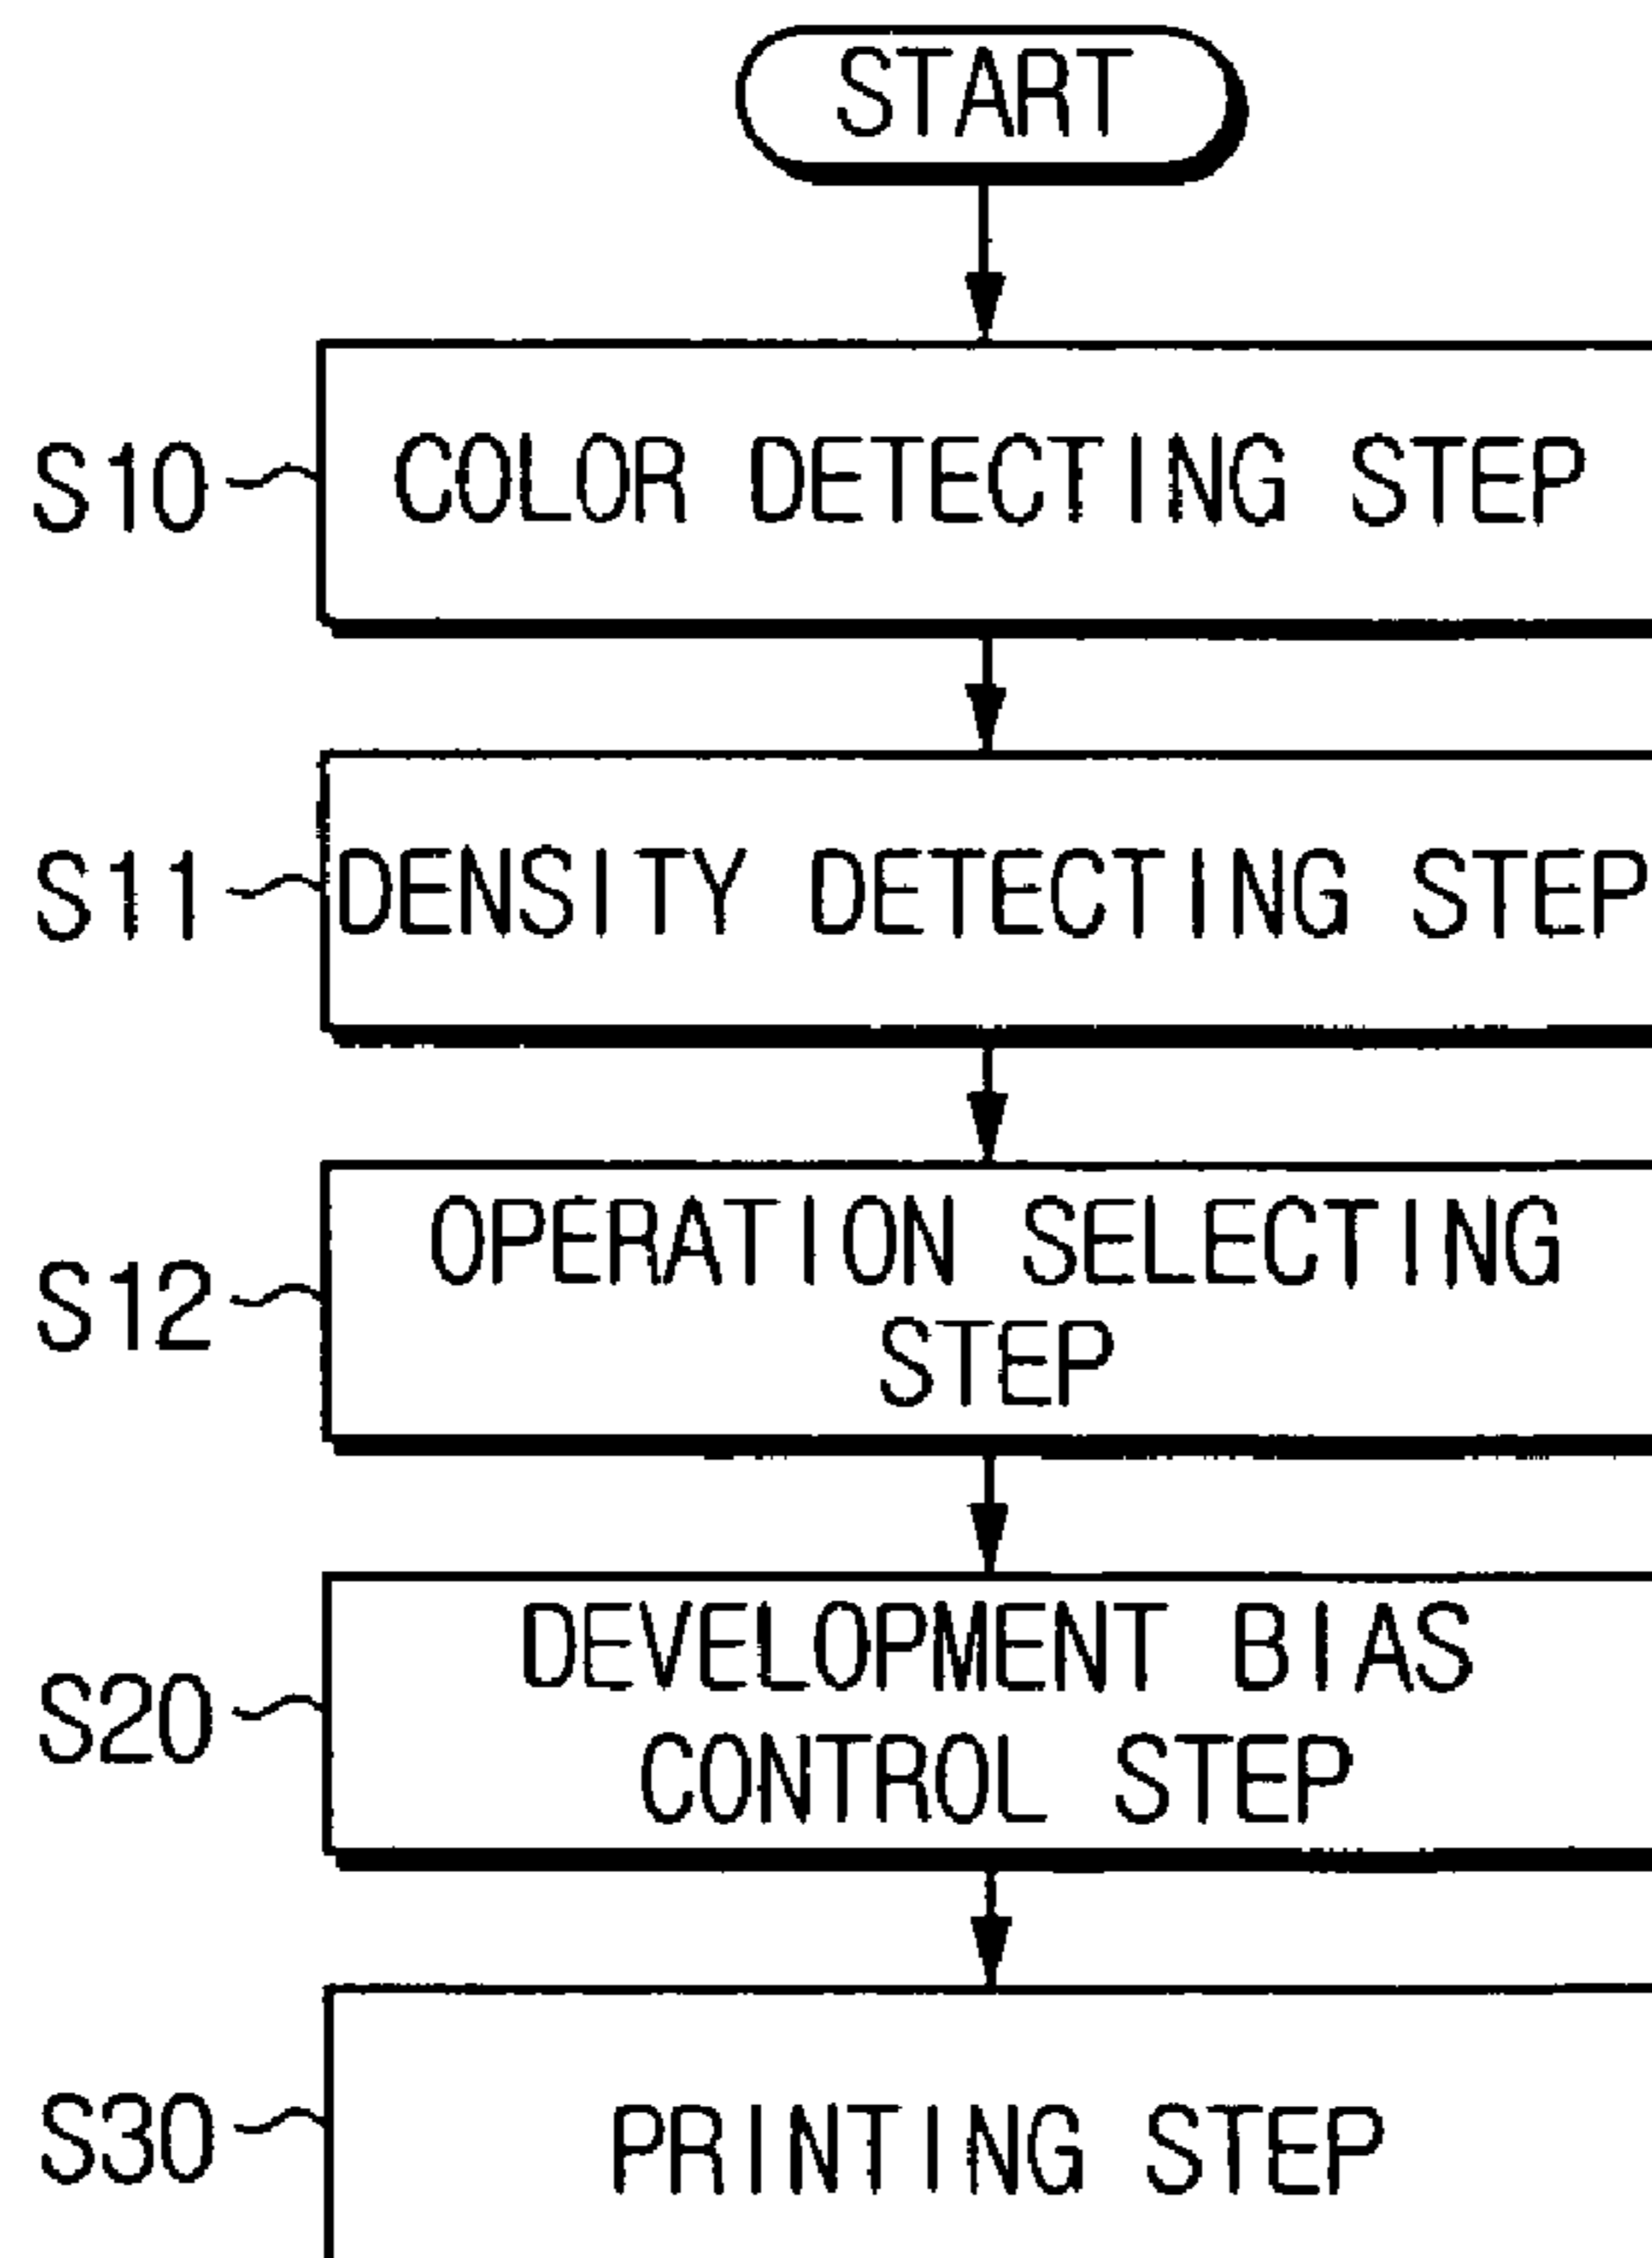 START
S10
COLOR DETECTING STEP
S11
DENSITY DETECTING STEP
S12
OPERATION SELECTING
STEP
S20
DEVELOPMENT BIAS
CONTROL STEP
S30
PRINTING STEP